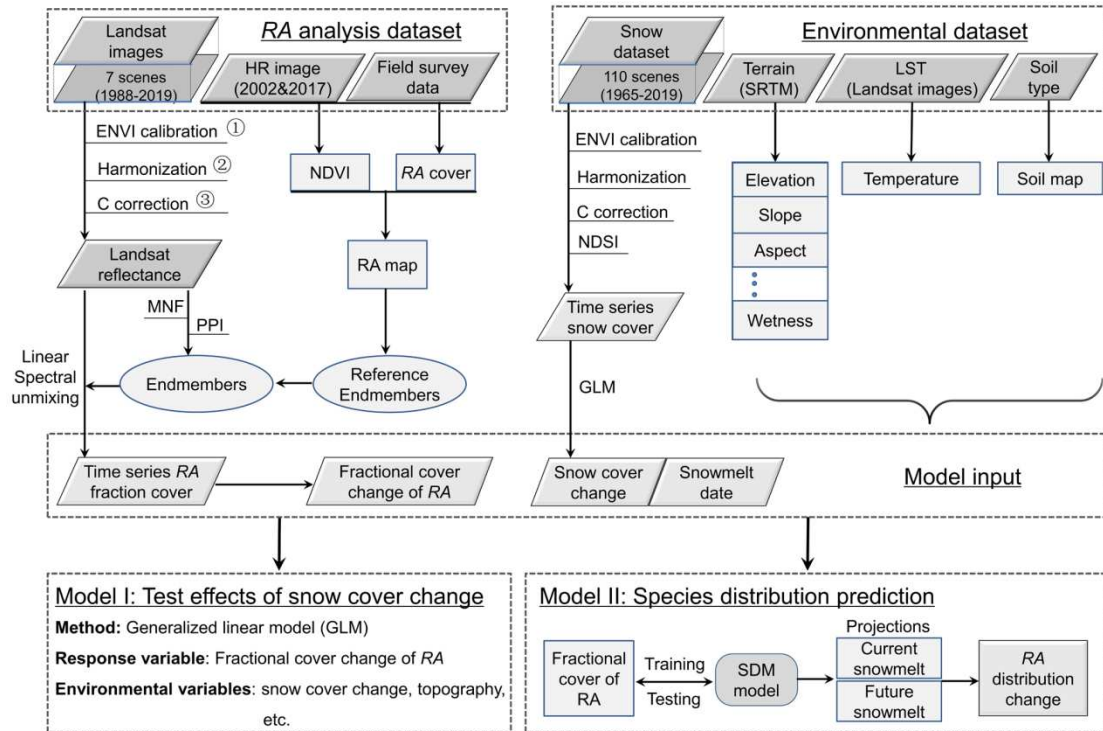 RA analysis dataset
Landsat
images
7 scenes
(1988-2019)
HR image
(2002&2017)
Field survey
data
ENVI calibration ①
Harmonization ②
C correction ③
NDVI
RA cover
Landsat
reflectance
RA map
MNF
PPI
Linear
Spectral
unmixing
Endmembers
Reference
Endmembers
Environmental dataset
Snow
dataset
110 scenes
(1965-2019)
Terrain
(SRTM)
LST
(Landsat images)
Soil
type
ENVI calibration
Harmonization
C correction
NDSI
Elevation
Slope
Aspect
Wetness
Temperature
Soil map
Time series
snow cover
GLM
Time series RA
fraction cover
Fractional cover
change of RA
Snow cover
change
Snowmelt
date
Model input
Model I: Test effects of snow cover change
Method: Generalized linear model (GLM)
Response variable: Fractional cover change of RA
Environmental variables: snow cover change, topography,
etc.
Model II: Species distribution prediction
Fractional
cover of
RA
Training
Testing
SDM
model
Projections
Current
snowmelt
Future
snowmelt
RA
distribution
change